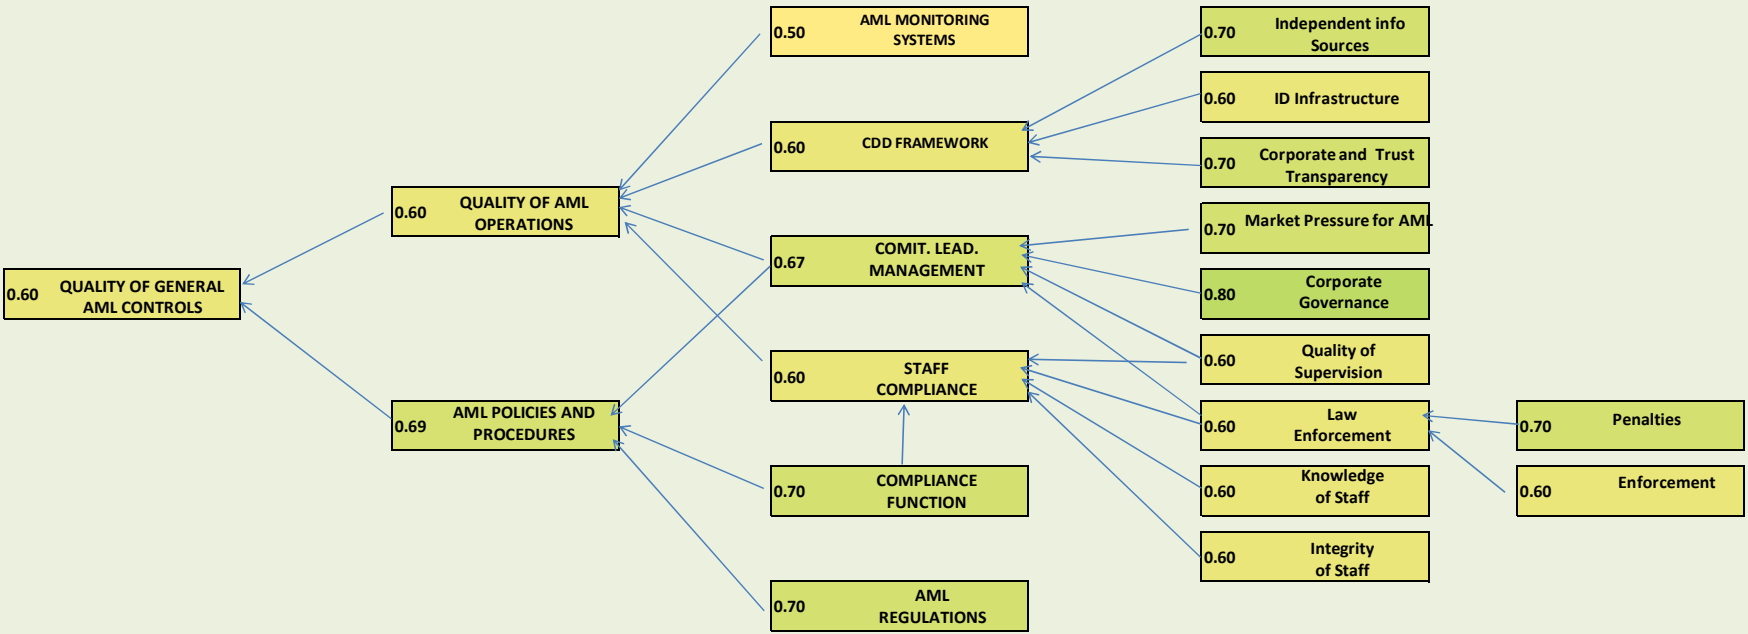 0.60
QUALITY OF GENERAL
AML CONTROLS
0.60
QUALITY OF AML
OPERATIONS
0.69
AML POLICIES AND
PROCEDURES
0.50
AML MONITORING
SYSTEMS
0.60
CDD FRAMEWORK
0.67
COMIT. LEAD.
MANAGEMENT
0.60
STAFF
COMPLIANCE
0.70
COMPLIANCE
FUNCTION
0.70
AML
REGULATIONS
0.70
Independent info
Sources
0.60
ID Infrastructure
0.70
Corporate and Trust
Transparency
0.70
Market Pressure for AML
0.80
Corporate
Governance
0.60
Quality of
Supervision
0.60
Law
Enforcement
0.60
Knowledge
of Staff
0.60
Integrity
of Staff
0.70
Penalties
0.60
Enforcement